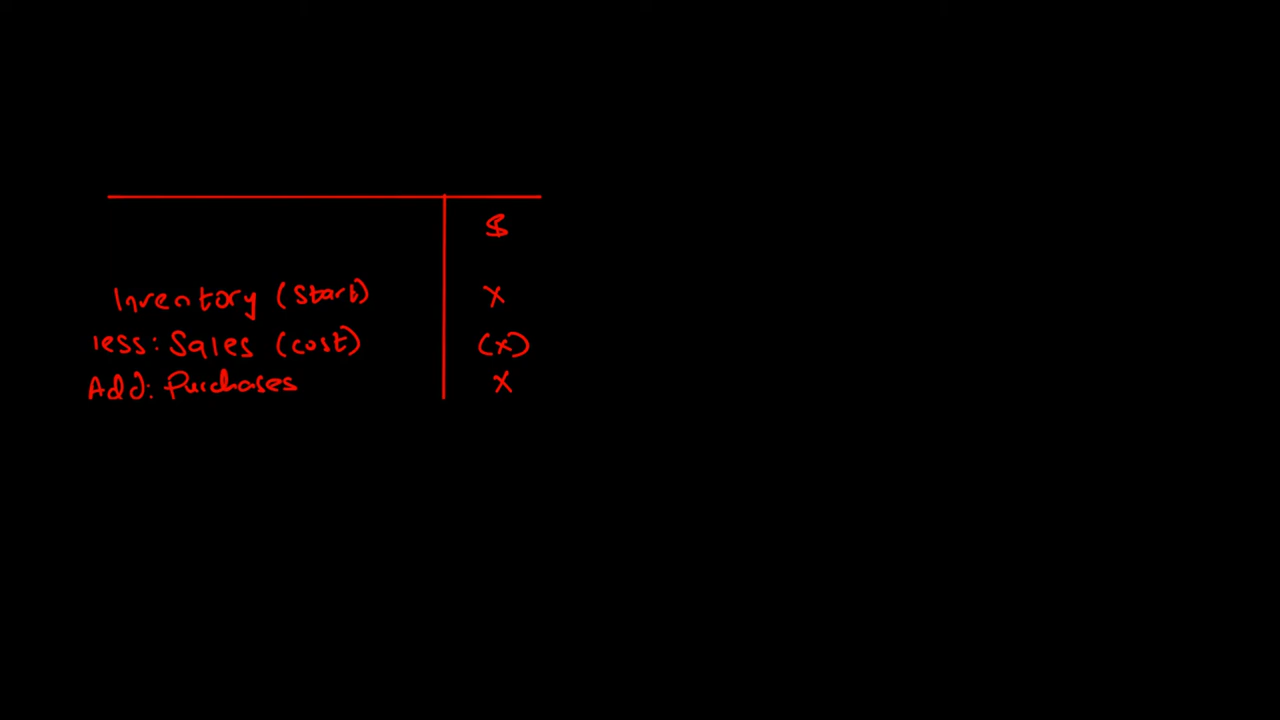 $
Inventory (Start) X
less: Sales (cost) (x)
Add: Purchases X